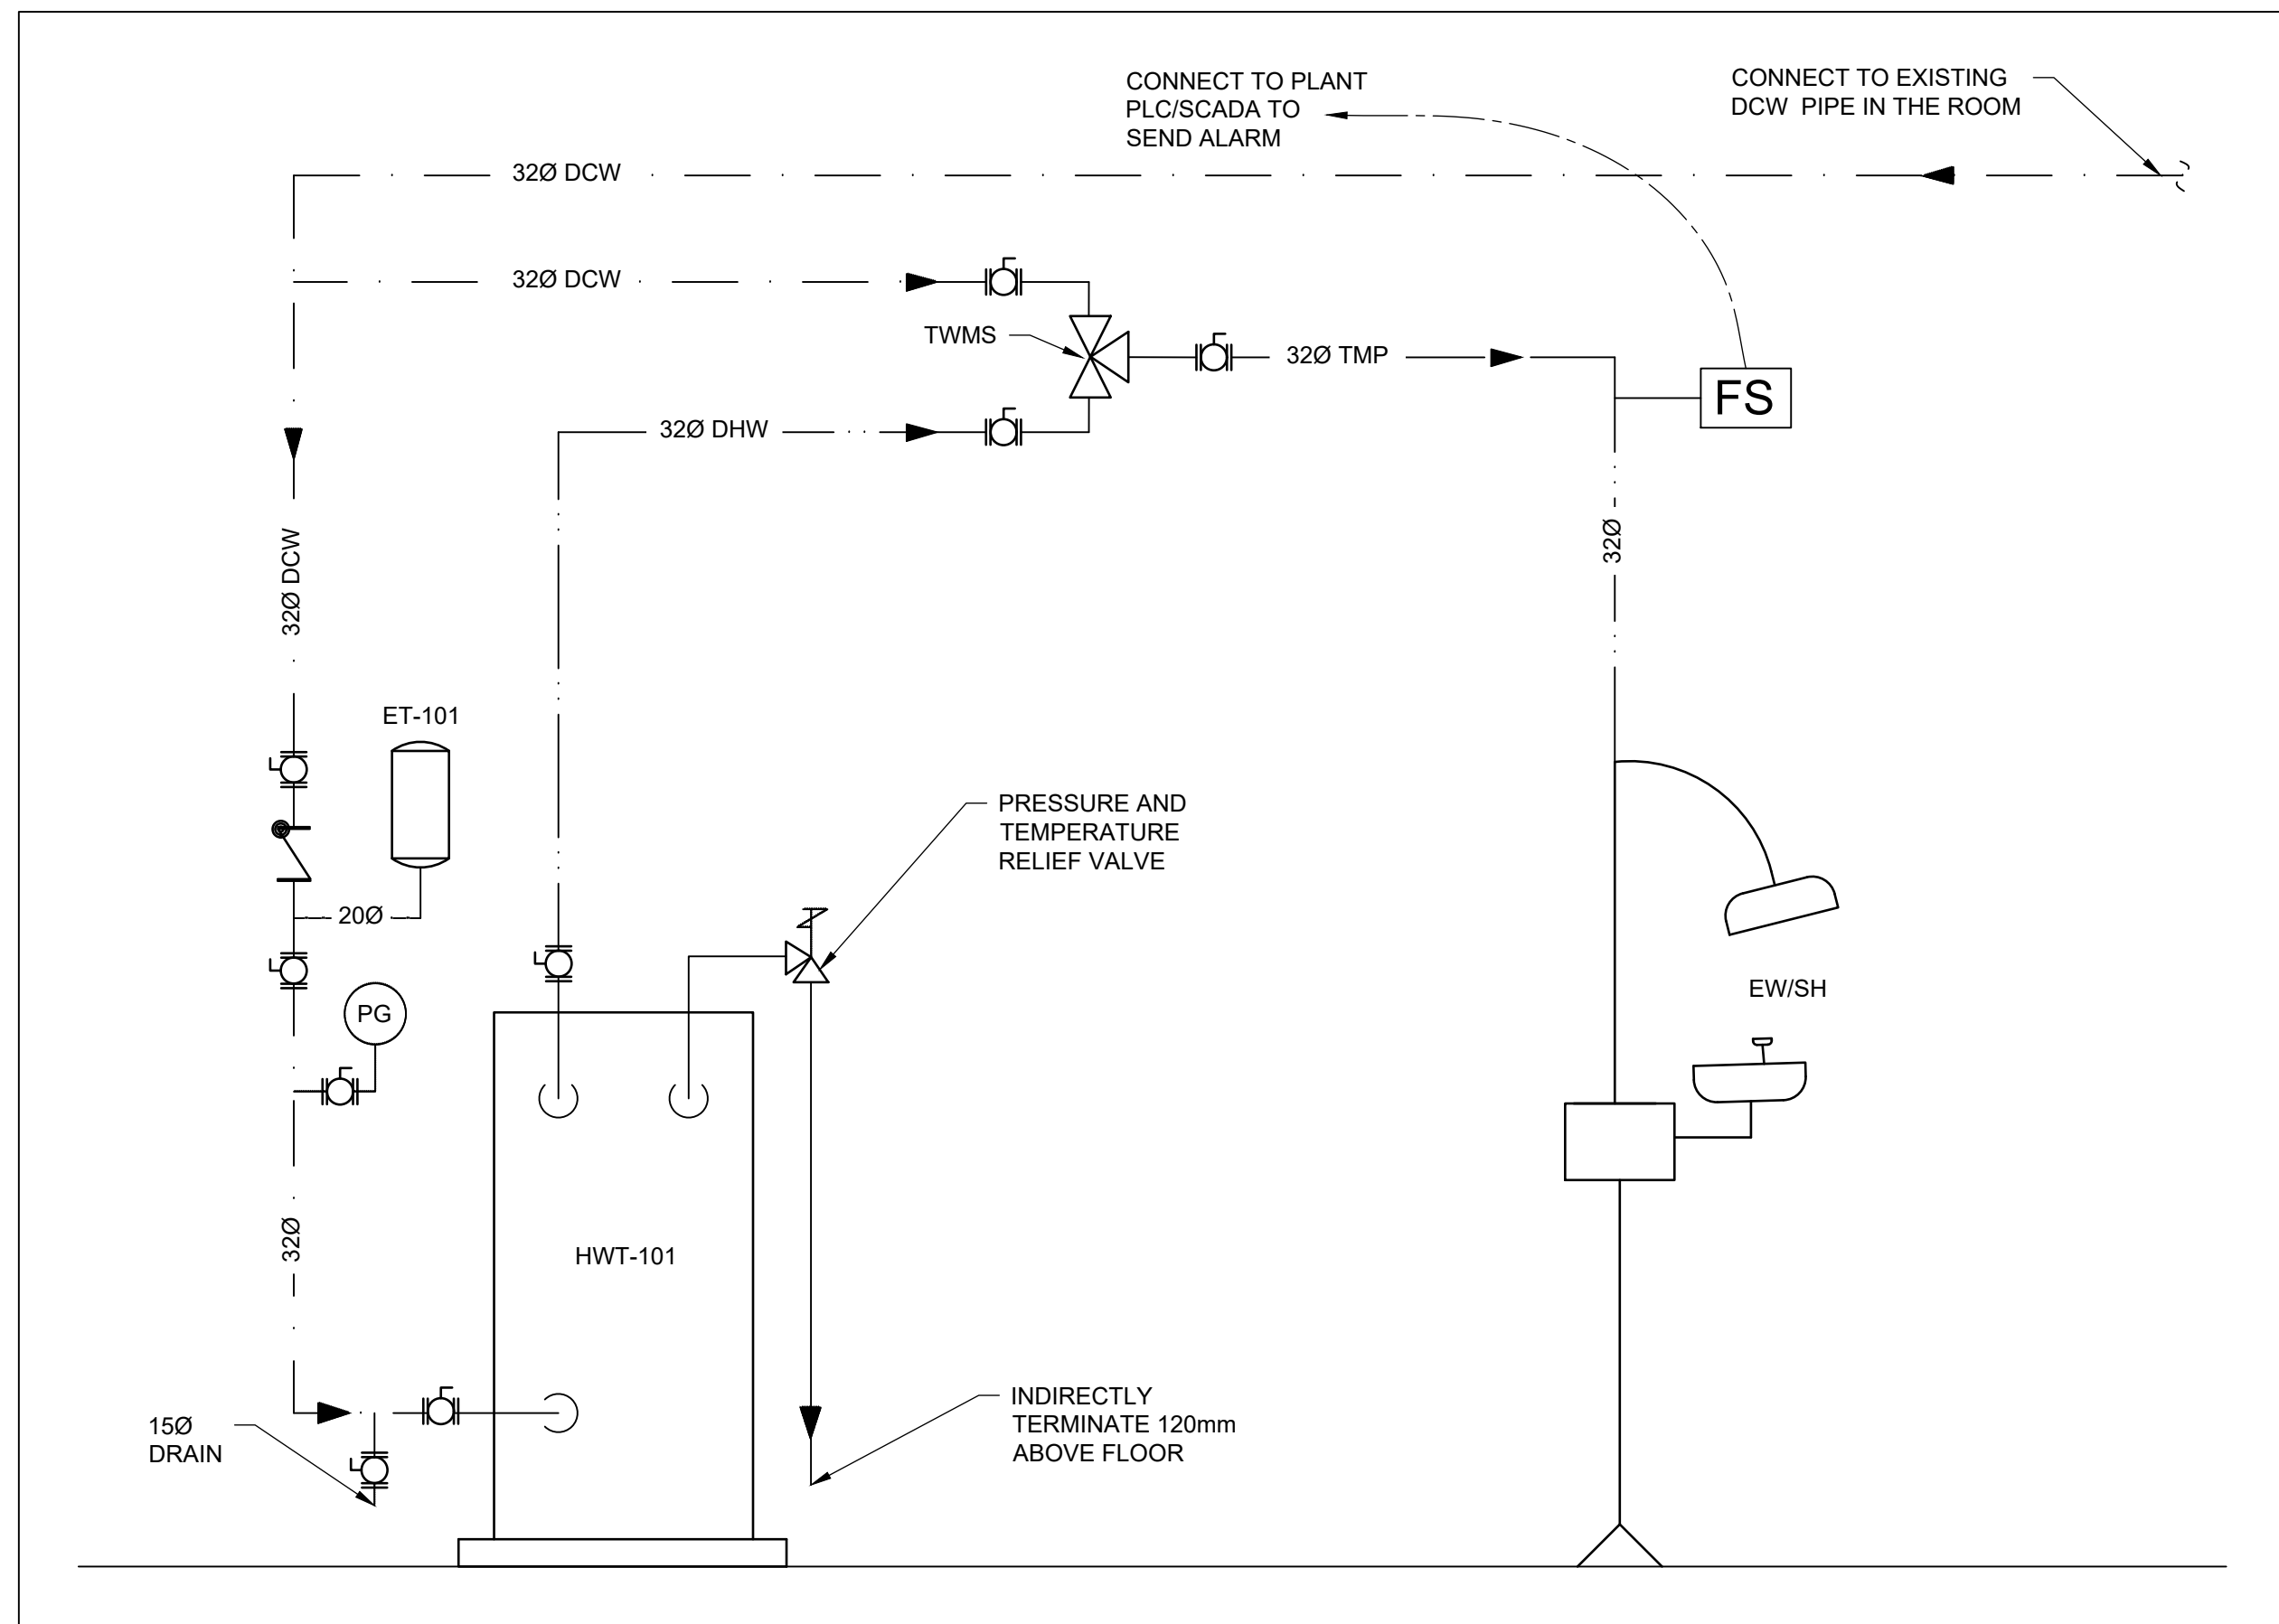 CONNECT TO PLANT
PLC/SCADA TO
SEND ALARM
CONNECT TO EXISTING
DCW PIPE IN THE ROOM
32Ø DCW
32Ø DCW
TWMS
32Ø TMP
FS
32Ø DHW
32Ø DCW
32Ø
ET-101
PRESSURE AND
TEMPERATURE
RELIEF VALVE
20Ø
EW/SH
PG
32Ø
HWT-101
15Ø
DRAIN
INDIRECTLY
TERMINATE 120mm
ABOVE FLOOR